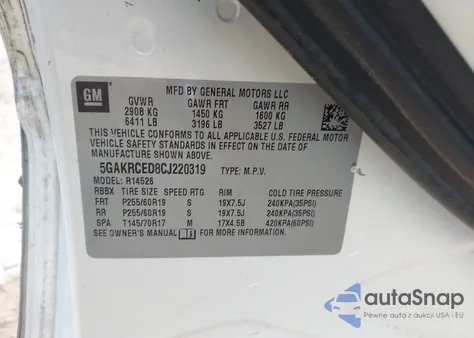 GM
MFD BY GENERAL MOTORS LLC
GVWR GAWR FRT GAWR RR
2908 KG 1450 KG 1600 KG
6411 LB 3196 LB 3527 LB
THIS VEHICLE CONFORMS TO ALL APPLICABLE U.S. FEDERAL MOTOR
VEHICLE SAFETY STANDARDS IN EFFECT ON THE DATE OF
MANUFACTURE SHOWN ABOVE.
5GAKRCED8CJ220319 TYPE: M.P.V.
MODEL: R14526
RBBX TIRE SIZE SPEED RTG RIM COLD TIRE PRESSURE
FRT P255/60R19 S 19X7.5J 240KPA(35PSI)
RR P255/60R19 S 19X7.5J 240KPA(35PSI)
SPA T145/70R17 M 17X4.5B 420KPA(60PSI)
SEE OWNER'S MANUAL FOR MORE INFORMATION.
autoSnap
Pewne auta z aukcji USA - EU